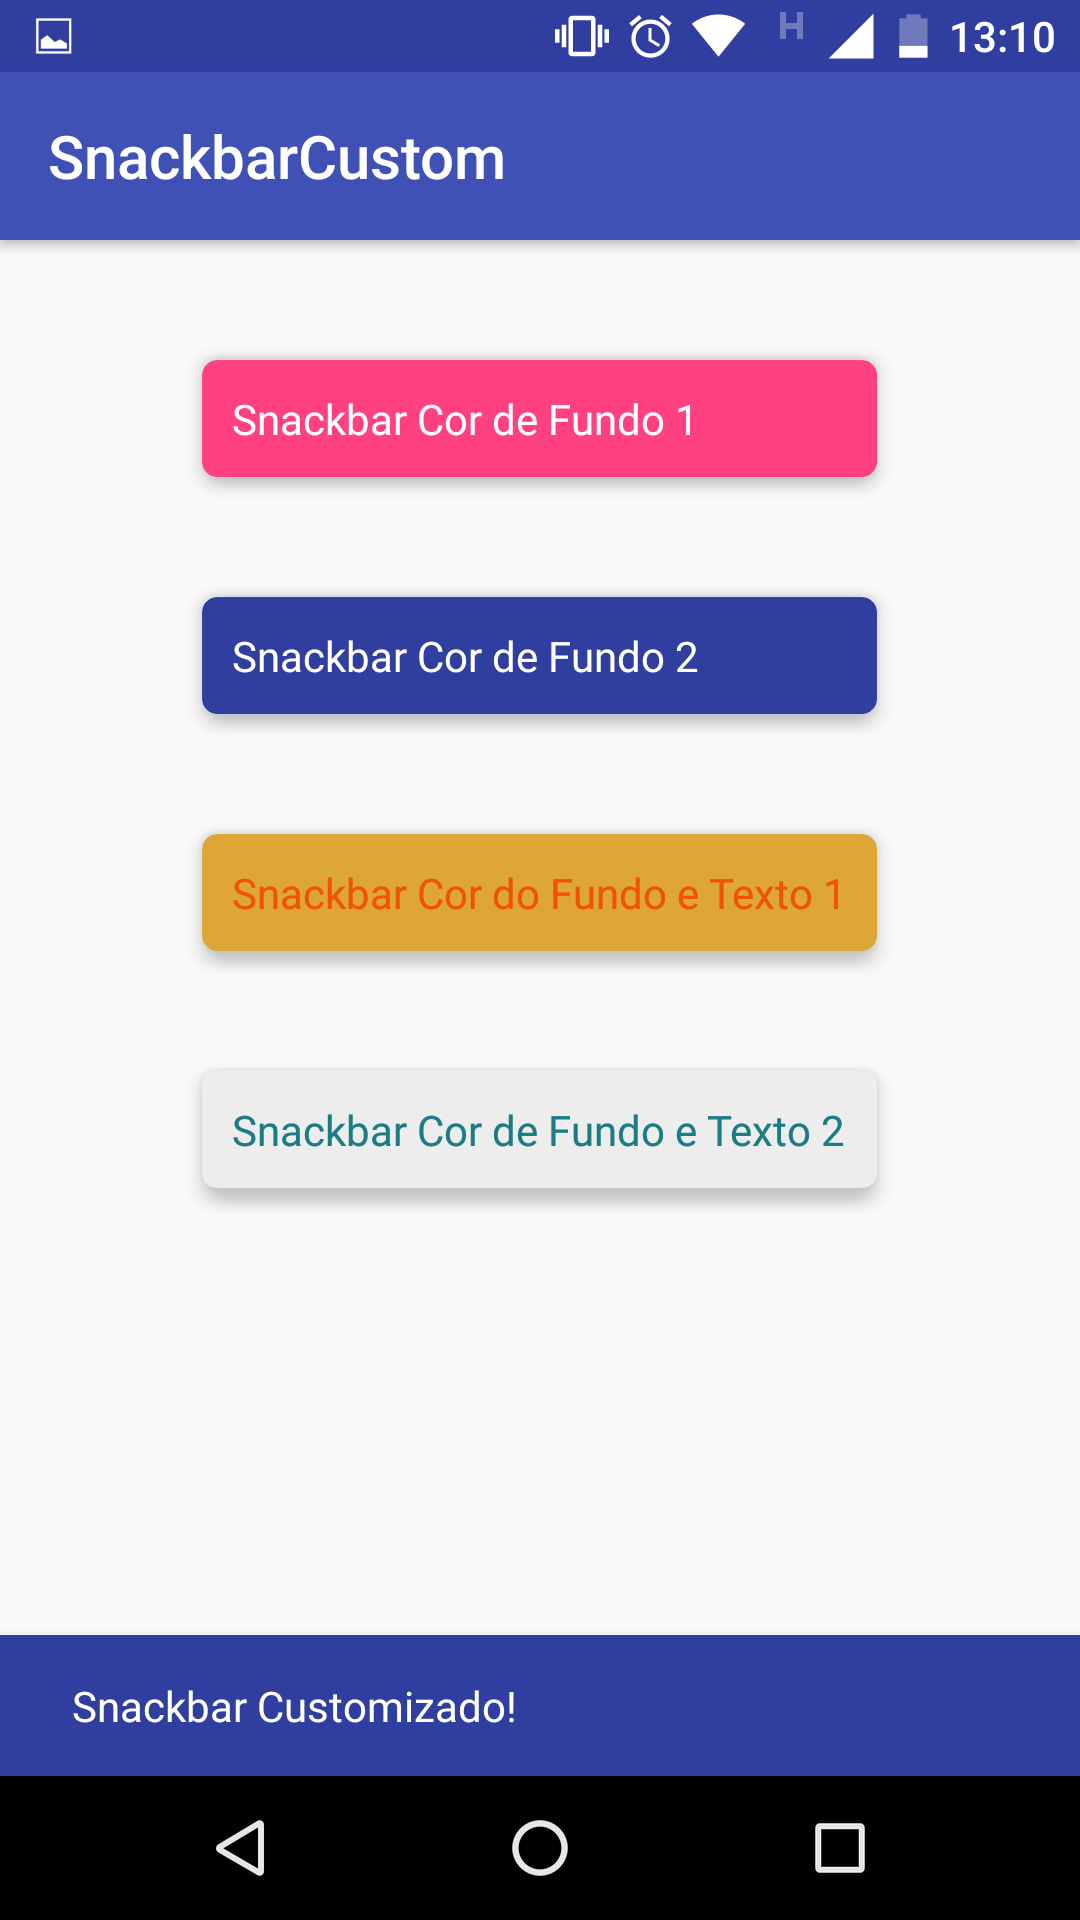 H 13:10
SnackbarCustom
Snackbar Cor de Fundo 1
Snackbar Cor de Fundo 2
Snackbar Cor do Fundo e Texto 1
Snackbar Cor de Fundo e Texto 2
Snackbar Customizado!